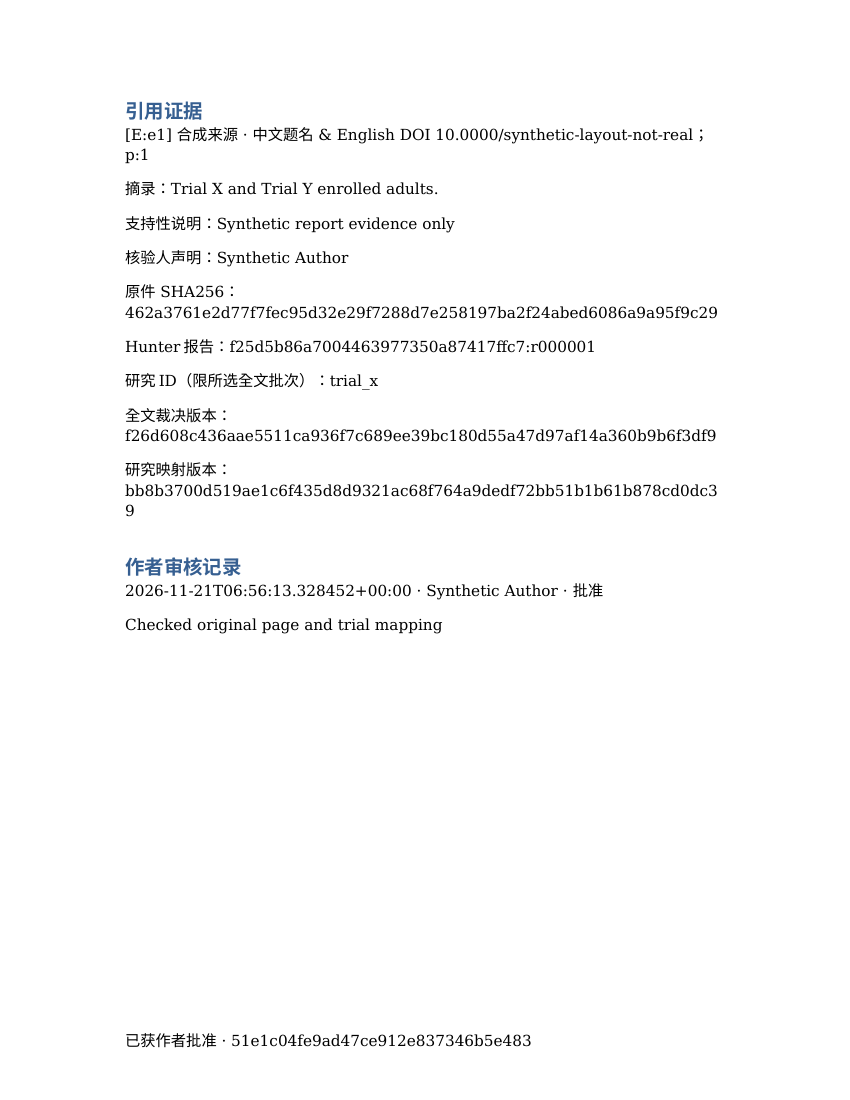 引用证据
[E:e1] 合成来源 · 中文题名 & English DOI 10.0000/synthetic-layout-not-real；
p:1
摘录：Trial X and Trial Y enrolled adults.
支持性说明：Synthetic report evidence only
核验人声明：Synthetic Author
原件 SHA256：
462a3761e2d77f7fec95d32e29f7288d7e258197ba2f24abed6086a9a95f9c29
Hunter 报告：f25d5b86a7004463977350a87417ffc7:r000001
研究 ID（限所选全文批次）：trial_x
全文裁决版本：
f26d608c436aae5511ca936f7c689ee39bc180d55a47d97af14a360b9b6f3df9
研究映射版本：
bb8b3700d519ae1c6f435d8d9321ac68f764a9dedf72bb51b1b61b878cd0dc3
9
作者审核记录
2026-11-21T06:56:13.328452+00:00 · Synthetic Author · 批准
Checked original page and trial mapping
已获作者批准 · 51e1c04fe9ad47ce912e837346b5e483